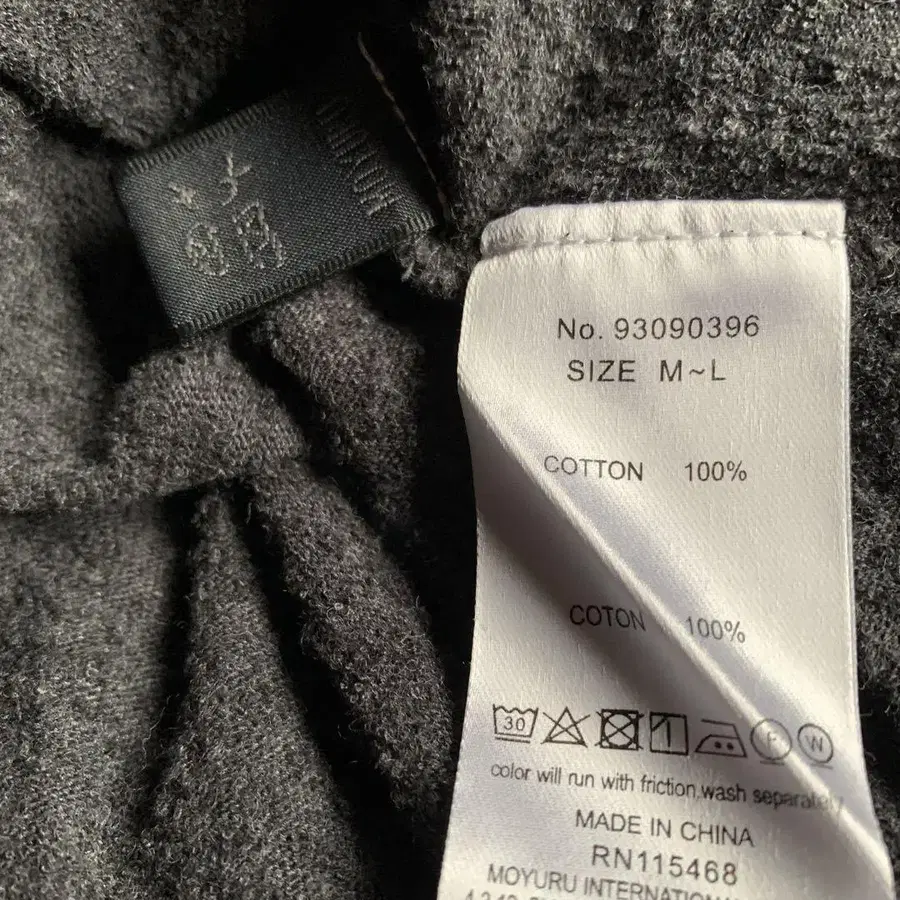 No. 93090396
SIZE M~L
COTTON 100%
COTON 100%
30
P W
color will run with friction,wash separately
MADE IN CHINA
RN115468
MOYURU